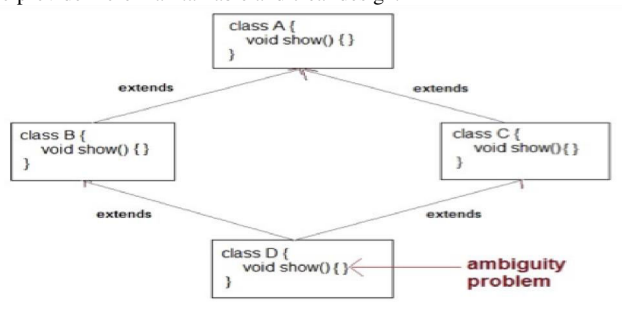 class A {
void show() { }
}
extends
extends
class B {
void show() { }
}
class C {
void show(){ }
}
extends
extends
class D {
void show(){ }
}
ambiguity
problem